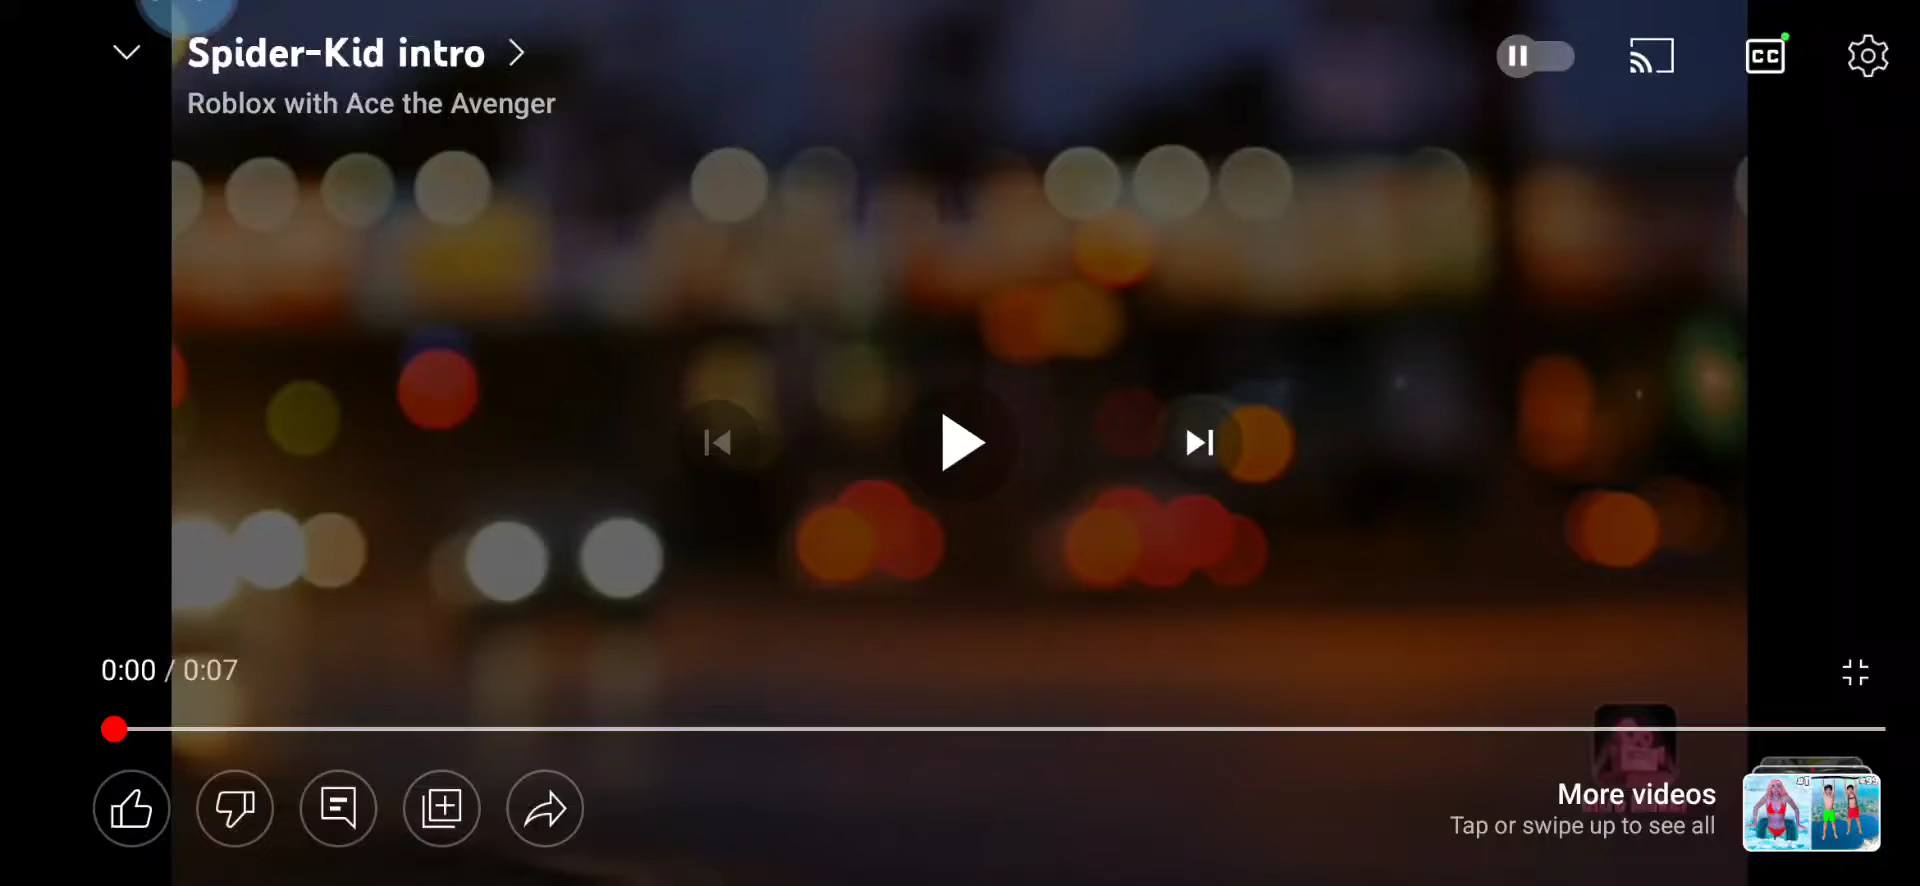 Spider-Kid intro
Roblox with Ace the Avenger
CC
0:00 / 0:07
More videos
Tap or swipe up to see all